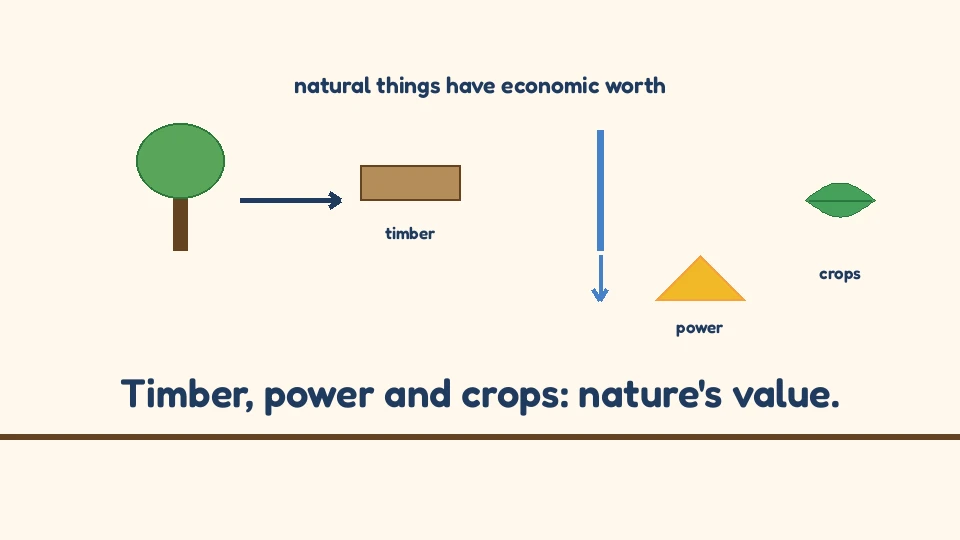 natural things have economic worth
timber
crops
power
Timber, power and crops: nature's value.